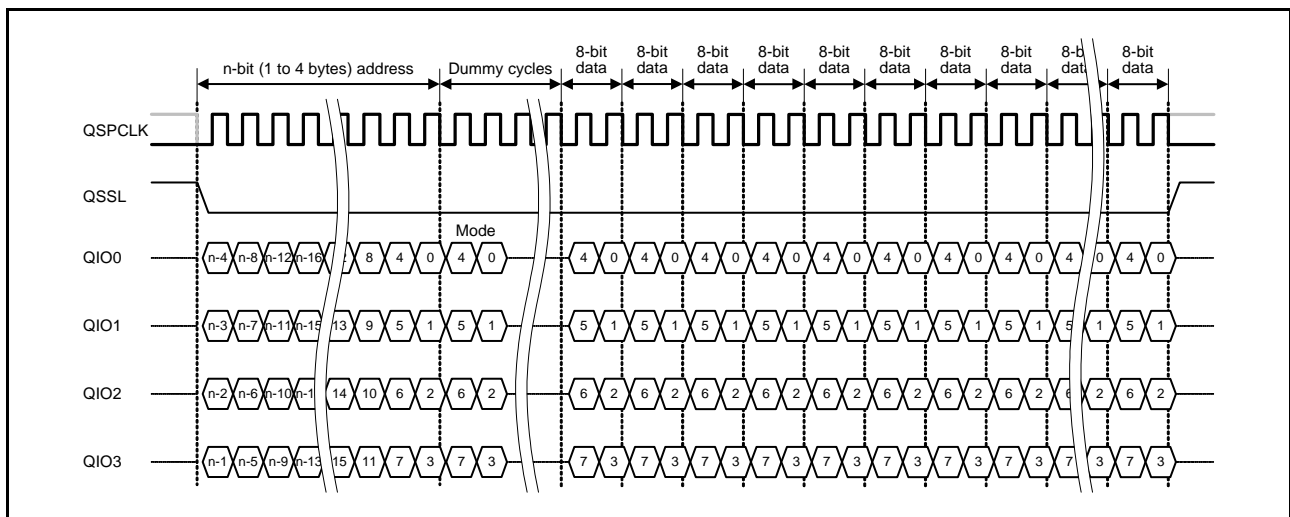 8-bit data 8-bit data 8-bit data 8-bit data 8-bit data 8-bit data 8-bit data 8-bit data 8-bit data 8-bit data
n-bit (1 to 4 bytes) address Dummy cycles
QSPCLK
QSSL
Mode
QIO0 n-4 n-8 n-12 n-16 8 4 0 4 0 4 0 4 0 4 0 4 0 4 0 4 0 4 0 4 0 4 0 4 0
QIO1 n-3 n-7 n-11 n-15 13 9 5 1 5 1 5 1 5 1 5 1 5 1 5 1 5 1 5 1 5 1 5 1 5 1
QIO2 n-2 n-6 n-10 14 10 6 2 6 2 6 2 6 2 6 2 6 2 6 2 6 2 6 2 6 2 6 2 6 2
QIO3 n-1 n-5 n-9 n-13 15 11 7 3 7 3 7 3 7 3 7 3 7 3 7 3 7 3 7 3 7 3 7 3 7 3